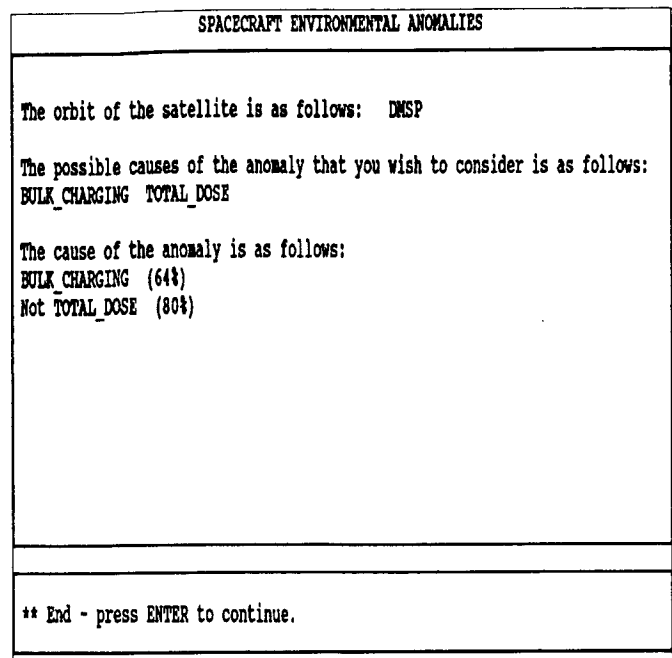 SPACECRAFT ENVIRONMENTAL ANOMALIES
The orbit of the satellite is as follows: DMSP
The possible causes of the anomaly that you wish to consider is as follows:
BULK_CHARGING TOTAL_DOSE
The cause of the anomaly is as follows:
BULK_CHARGING (64%)
Not TOTAL_DOSE (80%)
** End - press ENTER to continue.